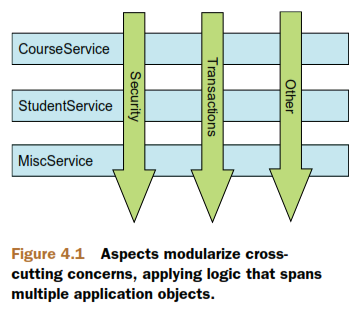 CourseService
StudentService
MiscService
Security
Transactions
Other
Figure 4.1 Aspects modularize cross-
cutting concerns, applying logic that spans
multiple application objects.